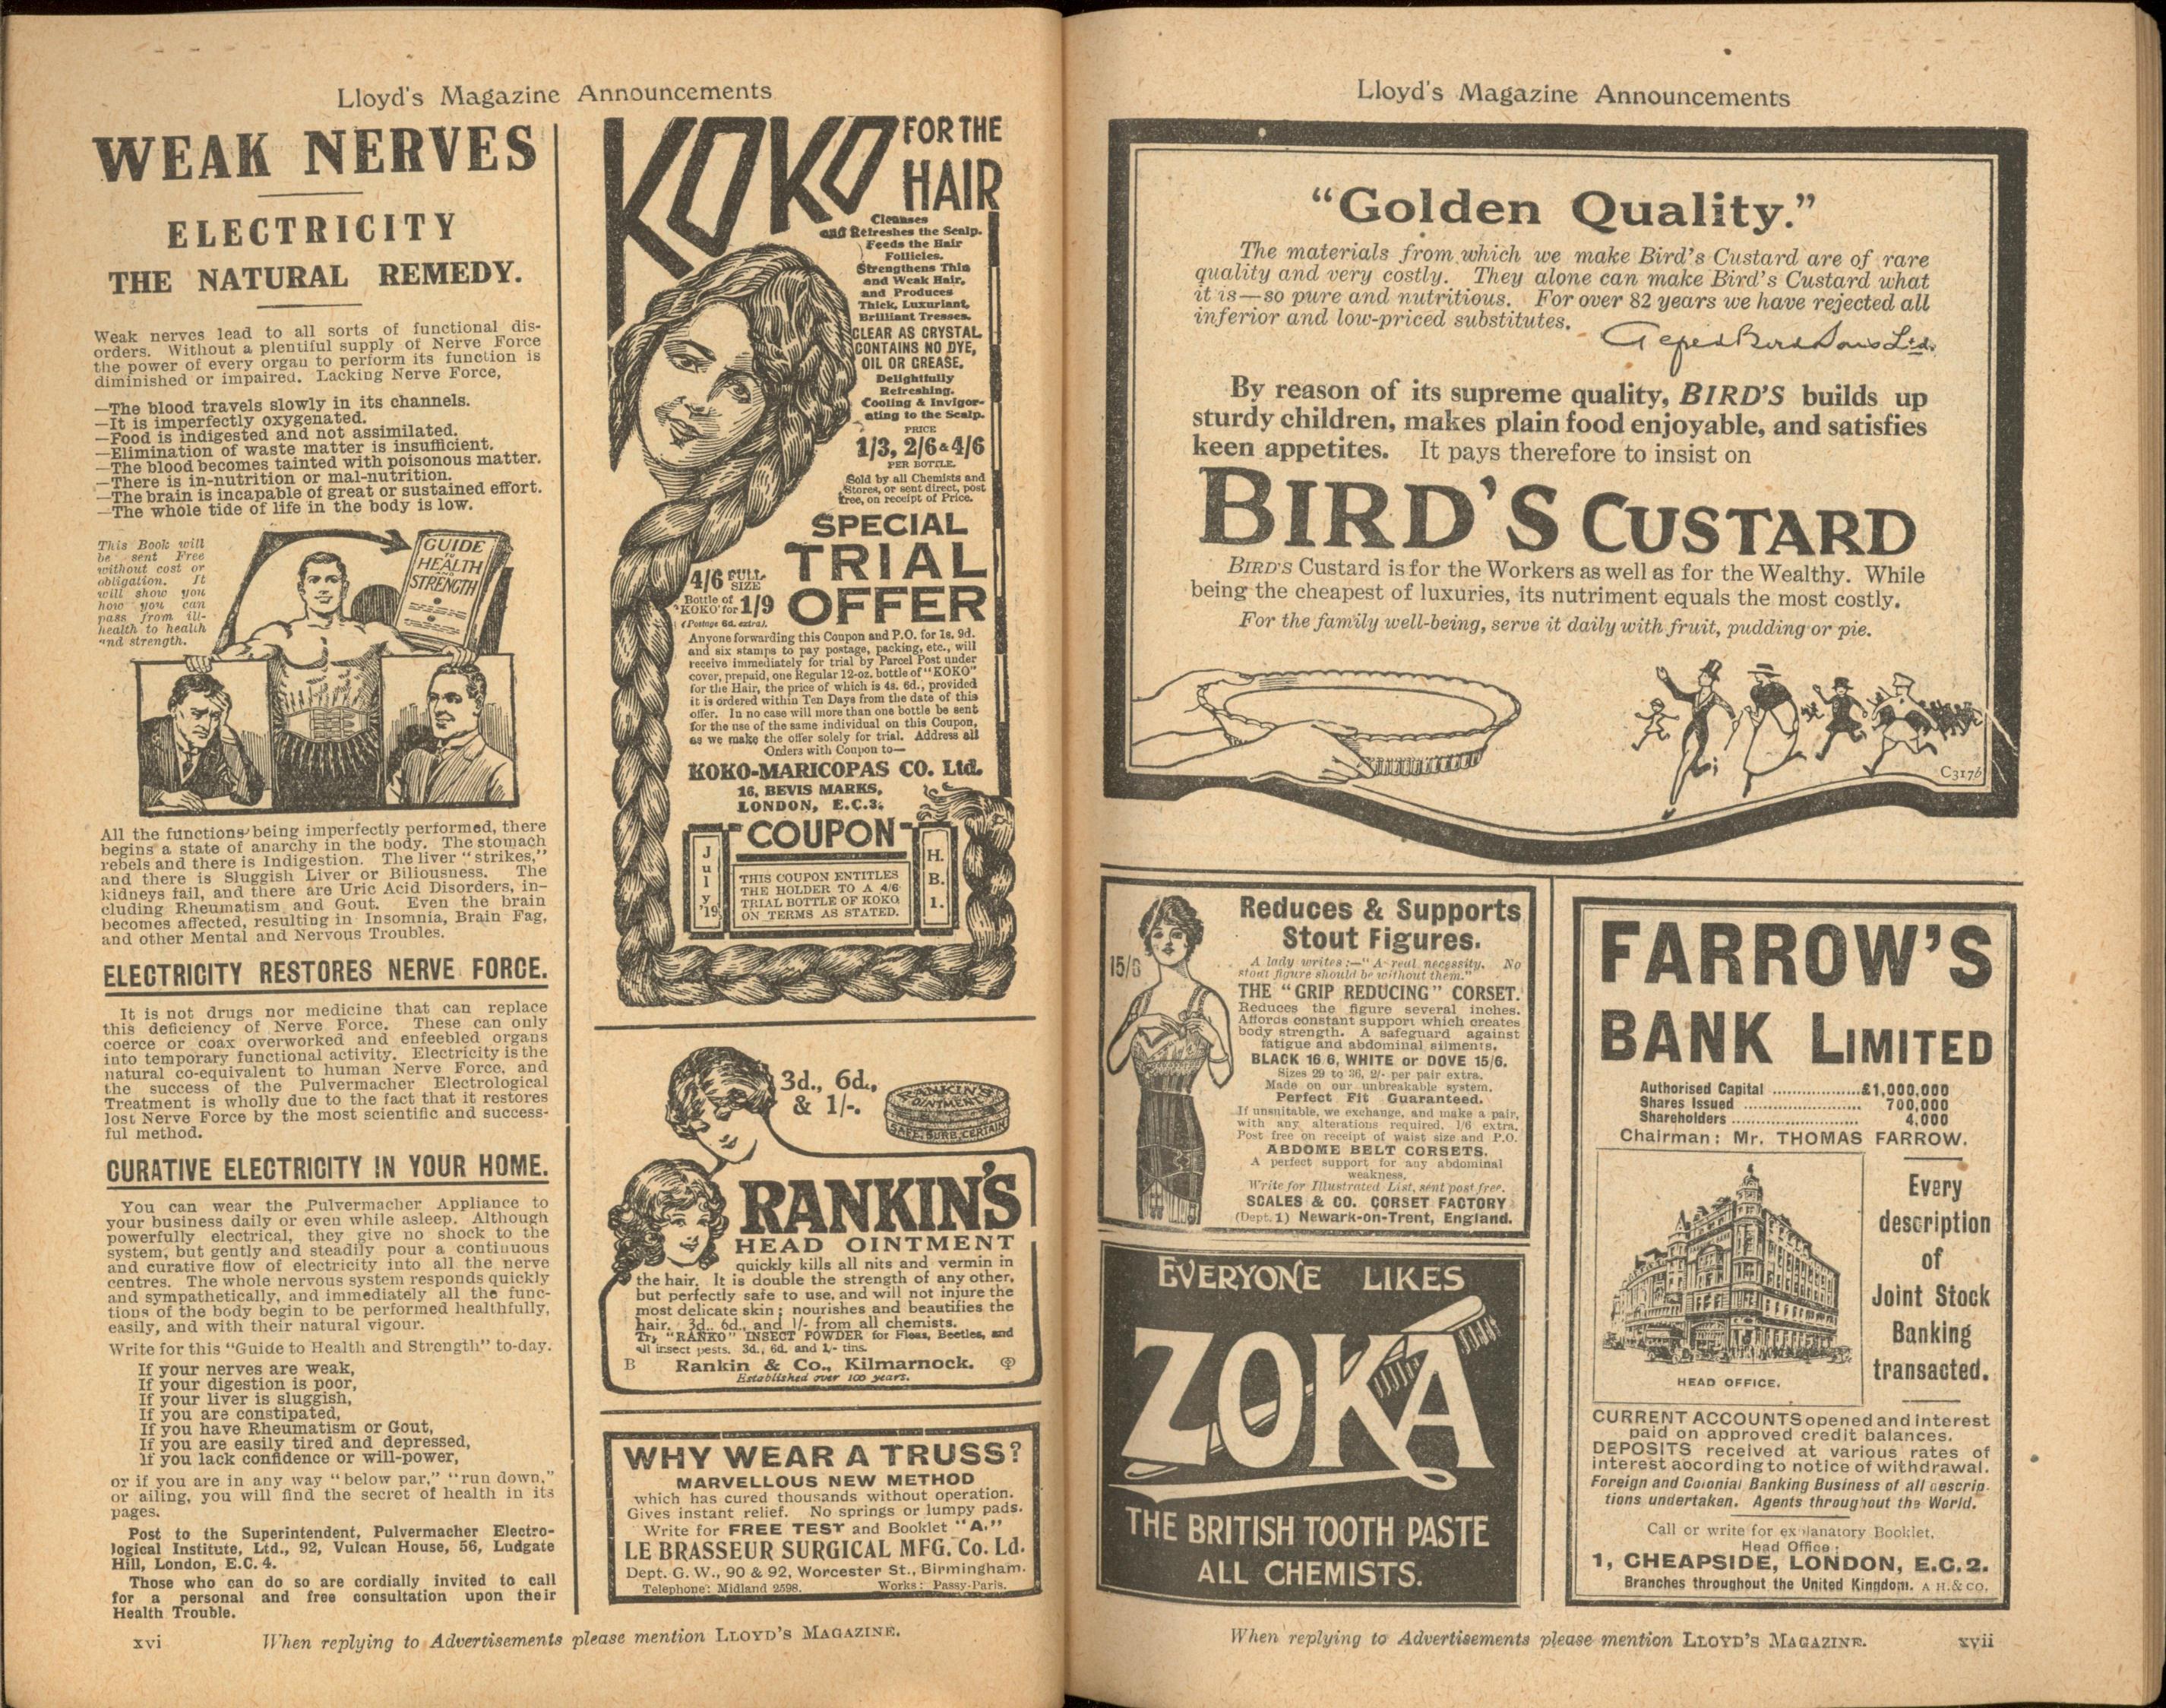 Lloyd's Magazine Announcements
WEAK NERVES
ELECTRICITY
THE NATURAL REMEDY.
Weak nerves lead to all sorts of functional dis-
orders. Without a plentiful supply of Nerve Force
the power of every organ to perform its function is
diminished or impaired. Lacking Nerve Force,
—The blood travels slowly in its channels.
—It is imperfectly oxygenated.
—Food is indigested and not assimilated.
—Elimination of waste matter is insufficient.
—The blood becomes tainted with poisonous matter.
—There is in-nutrition or mal-nutrition.
—The brain is incapable of great or sustained effort.
—The whole tide of life in the body is low.
This Book will
be sent Free
without cost or
obligation. It
will show you
how you can
pass from ill-
health to health
and strength.
GUIDE
TO
HEALTH
AND
STRENGTH
All the functions being imperfectly performed, there
begins a state of anarchy in the body. The stomach
rebels and there is Indigestion. The liver "strikes,"
and there is Sluggish Liver or Biliousness. The
kidneys fail, and there are Uric Acid Disorders, in-
cluding Rheumatism and Gout. Even the brain
becomes affected, resulting in Insomnia, Brain Fag,
and other Mental and Nervous Troubles.
ELECTRICITY RESTORES NERVE FORCE.
It is not drugs nor medicine that can replace
this deficiency of Nerve Force. These can only
coerce or coax overworked and enfeebled organs
into temporary functional activity. Electricity is the
natural co-equivalent to human Nerve Force, and
the success of the Pulvermacher Electrological
Treatment is wholly due to the fact that it restores
lost Nerve Force by the most scientific and success-
ful method.
CURATIVE ELECTRICITY IN YOUR HOME.
You can wear the Pulvermacher Appliance to
your business daily or even while asleep. Although
powerfully electrical, they give no shock to the
system, but gently and steadily pour a continuous
and curative flow of electricity into all the nerve
centres. The whole nervous system responds quickly
and sympathetically, and immediately all the func-
tions of the body begin to be performed healthfully,
easily, and with their natural vigour.
Write for this "Guide to Health and Strength" to-day.
If your nerves are weak,
If your digestion is poor,
If your liver is sluggish,
If you are constipated,
If you have Rheumatism or Gout,
If you are easily tired and depressed,
If you lack confidence or will-power,
or if you are in any way "below par," "run down,"
or ailing, you will find the secret of health in its
pages.
Post to the Superintendent, Pulvermacher Electro-
logical Institute, Ltd., 92, Vulcan House, 56, Ludgate
Hill, London, E.C. 4.
Those who can do so are cordially invited to call
for a personal and free consultation upon their
Health Trouble.
KOKO FOR THE
HAIR
Cleanses
and Refreshes the Scalp.
Feeds the Hair
Follicles.
Strengthens Thin
and Weak Hair,
and Produces
Thick, Luxuriant,
Brilliant Tresses.
CLEAR AS CRYSTAL.
CONTAINS NO DYE,
OIL OR GREASE.
Delightfully
Refreshing.
Cooling & Invigor-
ating to the Scalp.
PRICE
1/3, 2/6 & 4/6
PER BOTTLE.
Sold by all Chemists and
Stores, or sent direct, post
free, on receipt of Price.
SPECIAL
TRIAL
OFFER
4/6 FULL
SIZE
Bottle of
'KOKO' for 1/9
(Postage 6d. extra).
Anyone forwarding this Coupon and P.O. for 1s. 9d.
and six stamps to pay postage, packing, etc., will
receive immediately for trial by Parcel Post under
cover, prepaid, one Regular 12-oz. bottle of "KOKO"
for the Hair, the price of which is 4s. 6d., provided
it is ordered within Ten Days from the date of this
offer. In no case will more than one bottle be sent
for the use of the same individual on this Coupon,
as we make the offer solely for trial. Address all
Orders with Coupon to—
KOKO-MARICOPAS CO. Ltd.
16, BEVIS MARKS,
LONDON, E.C.3.
COUPON
July '19
THIS COUPON ENTITLES
THE HOLDER TO A 4/6
TRIAL BOTTLE OF KOKO
ON TERMS AS STATED.
H.
B.
1.
3d., 6d.,
& 1/-.
RANKIN'S
OINTMENT
SAFE, SURE, CERTAIN
RANKIN'S
HEAD OINTMENT
quickly kills all nits and vermin in
the hair. It is double the strength of any other,
but perfectly safe to use, and will not injure the
most delicate skin; nourishes and beautifies the
hair. 3d., 6d., and 1/- from all chemists.
Try "RANKO" INSECT POWDER for Fleas, Beetles, and
all insect pests. 3d., 6d. and 1/- tins.
B Rankin & Co., Kilmarnock.
Established over 100 years.
WHY WEAR A TRUSS?
MARVELLOUS NEW METHOD
which has cured thousands without operation.
Gives instant relief. No springs or lumpy pads.
Write for FREE TEST and Booklet "A."
LE BRASSEUR SURGICAL MFG. Co. Ld.
Dept. G. W., 90 & 92, Worcester St., Birmingham.
Telephone: Midland 2598. Works: Passy-Paris.
xvi When replying to Advertisements please mention LLOYD'S MAGAZINE.
Lloyd's Magazine Announcements
"Golden Quality."
The materials from which we make Bird's Custard are of rare
quality and very costly. They alone can make Bird's Custard what
it is—so pure and nutritious. For over 82 years we have rejected all
inferior and low-priced substitutes.
Alfred Bird & Sons Ltd.
By reason of its supreme quality, BIRD'S builds up
sturdy children, makes plain food enjoyable, and satisfies
keen appetites. It pays therefore to insist on
BIRD'S CUSTARD
BIRD'S Custard is for the Workers as well as for the Wealthy. While
being the cheapest of luxuries, its nutriment equals the most costly.
For the family well-being, serve it daily with fruit, pudding or pie.
C317b
15/6
Reduces & Supports
Stout Figures.
A lady writes:—"A real necessity. No
stout figure should be without them."
THE "GRIP REDUCING" CORSET.
Reduces the figure several inches.
Affords constant support which creates
body strength. A safeguard against
fatigue and abdominal ailments.
BLACK 16 6, WHITE or DOVE 15/6.
Sizes 29 to 36, 2/- per pair extra.
Made on our unbreakable system.
Perfect Fit Guaranteed.
If unsuitable, we exchange, and make a pair,
with any alterations required, 1/6 extra.
Post free on receipt of waist size and P.O.
ABDOME BELT CORSETS.
A perfect support for any abdominal
weakness.
Write for Illustrated List, sent post free.
SCALES & CO. CORSET FACTORY
(Dept. 1) Newark-on-Trent, England.
EVERYONE LIKES
ZOKA
THE BRITISH TOOTH PASTE
ALL CHEMISTS.
FARROW'S
BANK LIMITED
Authorised Capital ..................£1,000,000
Shares Issued ........................ 700,000
Shareholders .......................... 4,000
Chairman: Mr. THOMAS FARROW.
HEAD OFFICE.
Every
description
of
Joint Stock
Banking
transacted.
CURRENT ACCOUNTS opened and interest
paid on approved credit balances.
DEPOSITS received at various rates of
interest according to notice of withdrawal.
Foreign and Colonial Banking Business of all descrip-
tions undertaken. Agents throughout the World.
Call or write for explanatory Booklet.
Head Office:
1, CHEAPSIDE, LONDON, E.C.2.
Branches throughout the United Kingdom. A H. & CO.
When replying to Advertisements please mention LLOYD'S MAGAZINE. xvii